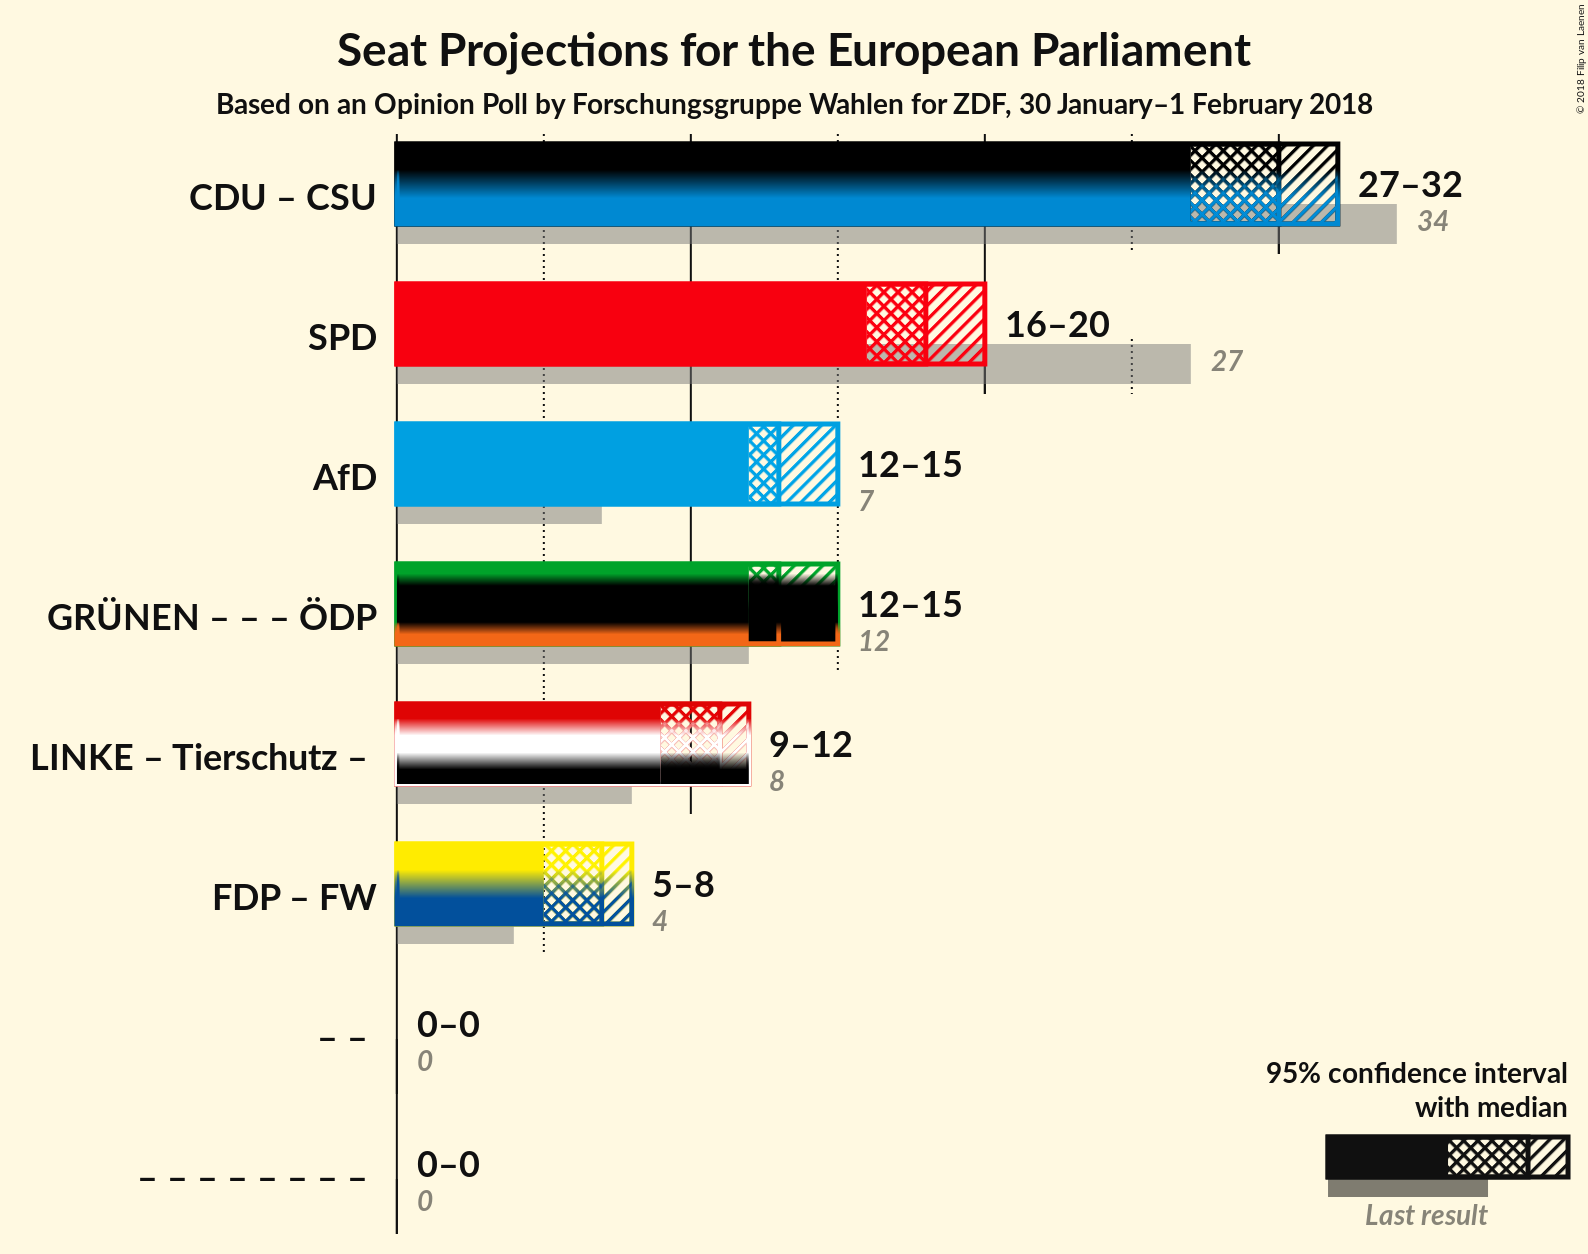 Seat Projections for the European Parliament
Based on an Opinion Poll by Forschungsgruppe Wahlen for ZDF, 30 January–1 February 2018
© 2018 Filip van Laenen
CDU – CSU
27–32
34
SPD
16–20
27
AfD
12–15
7
GRÜNEN – – – ÖDP
12–15
12
LINKE – Tierschutz –
9–12
8
FDP – FW
5–8
4
– –
0–0
0
– – – – – – – –
0–0
0
95% confidence interval
with median
Last result